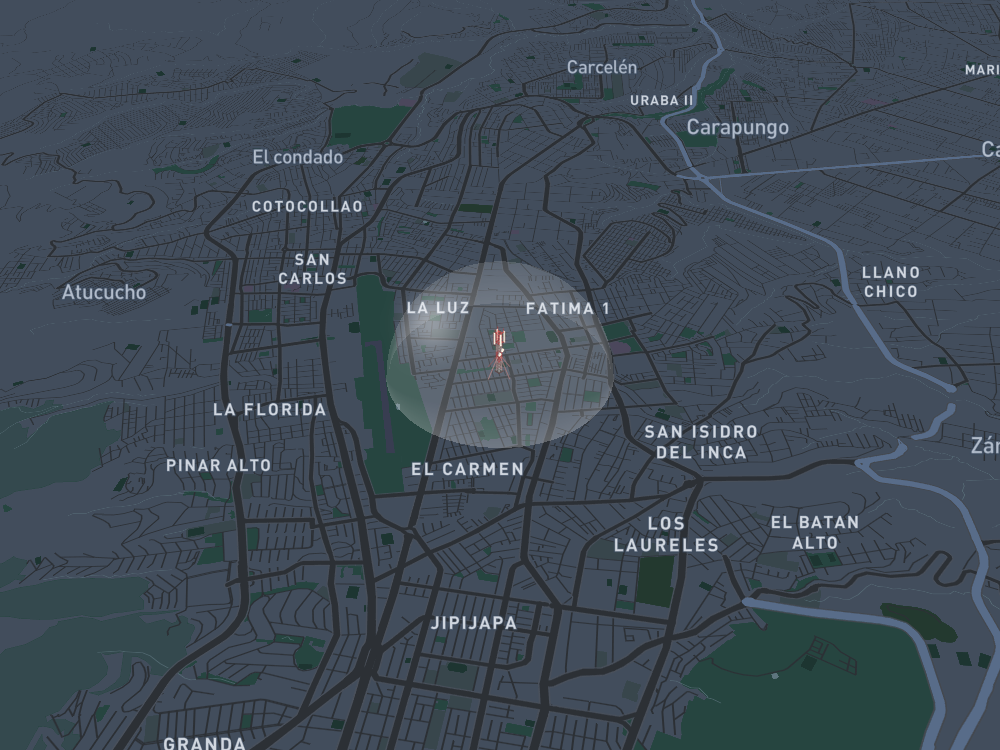 Carcelén
MARI
URABA II
Carapungo
Ca
El condado
COTOCOLLAO
SAN
CARLOS
LLANO
CHICO
Atucucho
LA LUZ
FATIMA 1
LA FLORIDA
SAN ISIDRO
DEL INCA
Zár
PINAR ALTO
EL CARMEN
LOS
LAURELES
EL BATAN
ALTO
JIPIJAPA
GRANDA